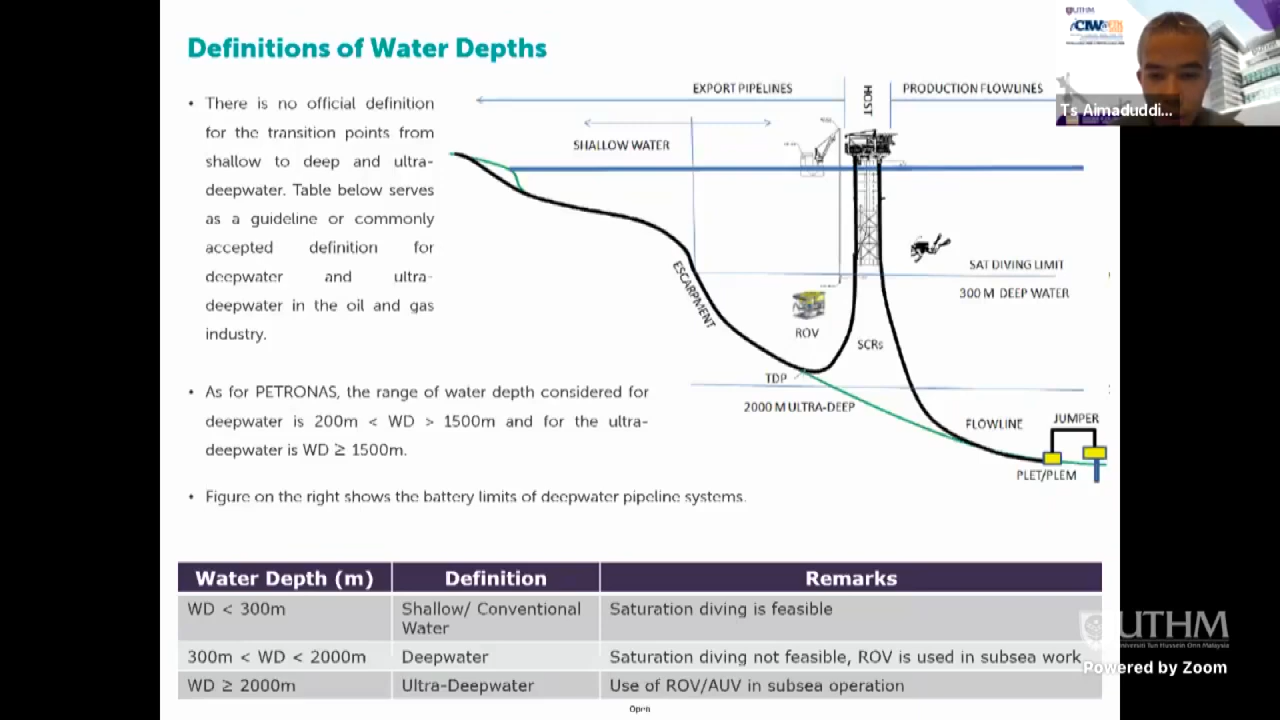 Definitions of Water Depths
• There is no official definition
for the transition points from
shallow to deep and ultra-
deepwater. Table below serves
as a guideline or commonly
accepted definition for
deepwater and ultra-
deepwater in the oil and gas
industry.
• As for PETRONAS, the range of water depth considered for
deepwater is 200m < WD > 1500m and for the ultra-
deepwater is WD ≥ 1500m.
• Figure on the right shows the battery limits of deepwater pipeline systems.
EXPORT PIPELINES
HOST
PRODUCTION FLOWLINES
SHALLOW WATER
ESCARPMENT
SAT DIVING LIMIT
300 M DEEP WATER
ROV
SCRs
TDP
2000 M ULTRA-DEEP
FLOWLINE
JUMPER
PLET/PLEM
Water Depth (m) Definition Remarks
WD < 300m Shallow/ Conventional Water Saturation diving is feasible
300m < WD < 2000m Deepwater Saturation diving not feasible, ROV is used in subsea work
WD ≥ 2000m Ultra-Deepwater Use of ROV/AUV in subsea operation
Open
UTHM
Ts Aimaduddi...
UTHM
Universiti Tun Hussein Onn Malaysia
Powered by Zoom